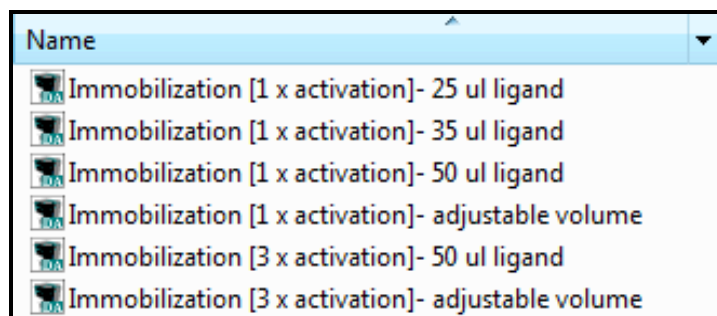 Name
Immobilization [1 x activation]- 25 ul ligand
Immobilization [1 x activation]- 35 ul ligand
Immobilization [1 x activation]- 50 ul ligand
Immobilization [1 x activation]- adjustable volume
Immobilization [3 x activation]- 50 ul ligand
Immobilization [3 x activation]- adjustable volume